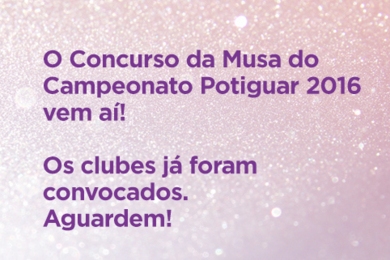 O Concurso da Musa do
Campeonato Potiguar 2016
vem aí!
Os clubes já foram
convocados.
Aguardem!